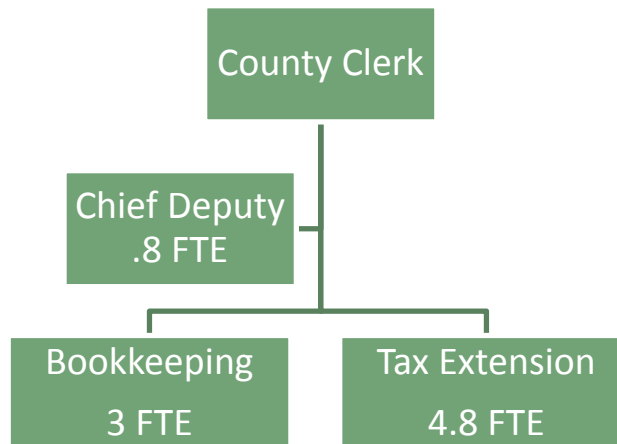 County Clerk
Chief Deputy
.8 FTE
Bookkeeping
3 FTE
Tax Extension
4.8 FTE